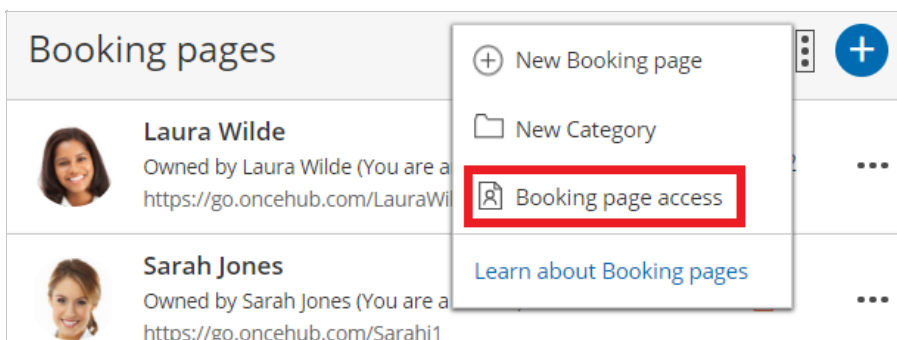 Booking pages
New Booking page
New Category
Booking page access
Learn about Booking pages
Laura Wilde
Owned by Laura Wilde (You are a
https://go.oncehub.com/LauraWil
Sarah Jones
Owned by Sarah Jones (You are a
https://go.oncehub.com/Sarahj1